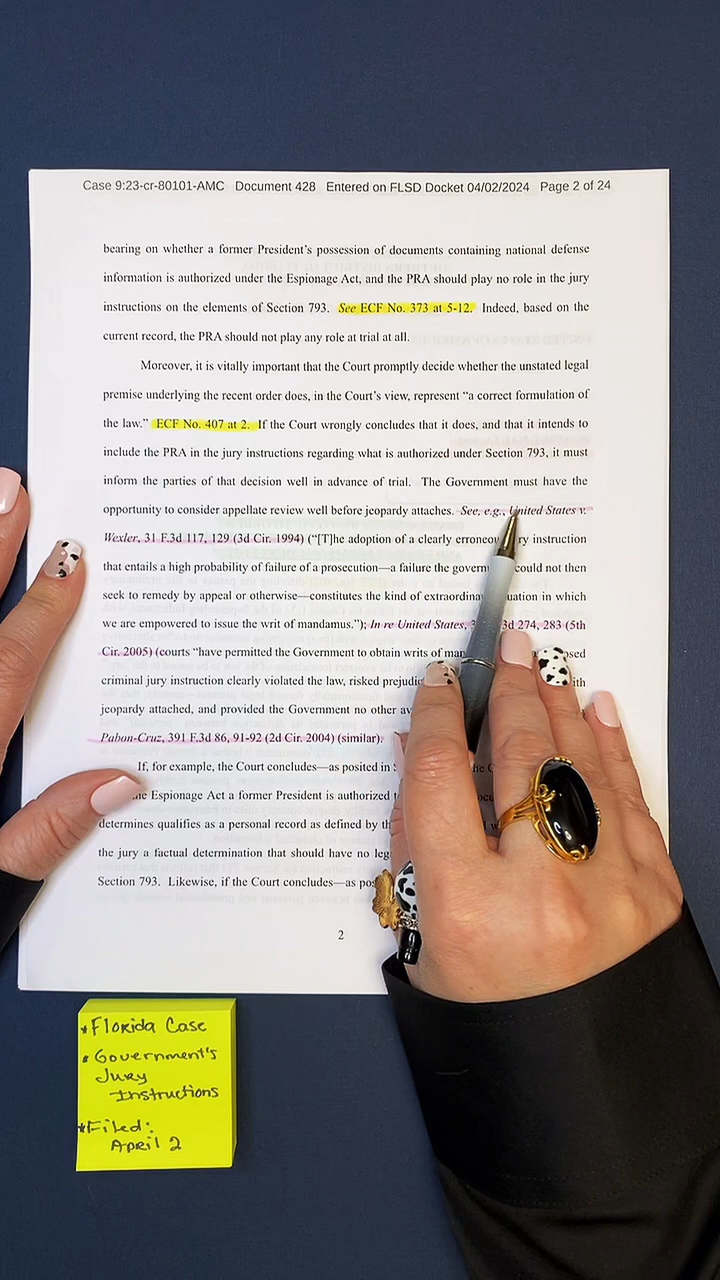 Case 9:23-cr-80101-AMC Document 428 Entered on FLSD Docket 04/02/2024 Page 2 of 24
bearing on whether a former President's possession of documents containing national defense
information is authorized under the Espionage Act, and the PRA should play no role in the jury
instructions on the elements of Section 793. See ECF No. 373 at 5-12. Indeed, based on the
current record, the PRA should not play any role at trial at all.
Moreover, it is vitally important that the Court promptly decide whether the unstated legal
premise underlying the recent order does, in the Court's view, represent “a correct formulation of
the law.” ECF No. 407 at 2. If the Court wrongly concludes that it does, and that it intends to
include the PRA in the jury instructions regarding what is authorized under Section 793, it must
inform the parties of that decision well in advance of trial. The Government must have the
opportunity to consider appellate review well before jeopardy attaches. See, e.g., United States v.
Wexler, 31 F.3d 117, 129 (3d Cir. 1994) (“[T]he adoption of a clearly erroneou ry instruction
that entails a high probability of failure of a prosecution—a failure the govern could not then
seek to remedy by appeal or otherwise—constitutes the kind of extraordina uation in which
we are empowered to issue the writ of mandamus.”); In re United States, 3 3d 274, 283 (5th
Cir. 2005) (courts “have permitted the Government to obtain writs of mar osed
criminal jury instruction clearly violated the law, risked prejudic ith
jeopardy attached, and provided the Government no other av
Pabon-Cruz, 391 F.3d 86, 91-92 (2d Cir. 2004) (similar).
If, for example, the Court concludes—as posited in the C
he Espionage Act a former President is authorized t ocu
determines qualifies as a personal record as defined by th w
the jury a factual determination that should have no leg
Section 793. Likewise, if the Court concludes—as pos
2
*Florida Case
*Government's
Jury
Instructions
*Filed:
April 2